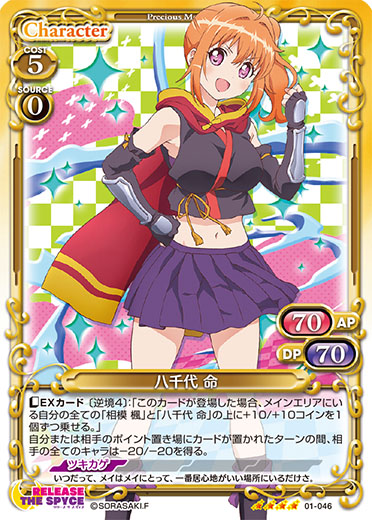 Precious M
Character
COST
5
SOURCE
0
70 AP
DP 70
八千代 命
EXカード〔逆境4〕:「このカードが登場した場合、メインエリアに
いる自分の全ての「相模 楓」と「八千代 命」の上に+10/+10コインを1
個ずつ乗せる。」
自分または相手のポイント置き場にカードが置かれたターンの間、相
手の全てのキャラは−20/−20を得る。
ツキカゲ
いつだって、メイはメイにとって、一番居心地がいい場所にいるだけさ。
RELEASE
THE SPYCE
©SORASAKI.F
01-046